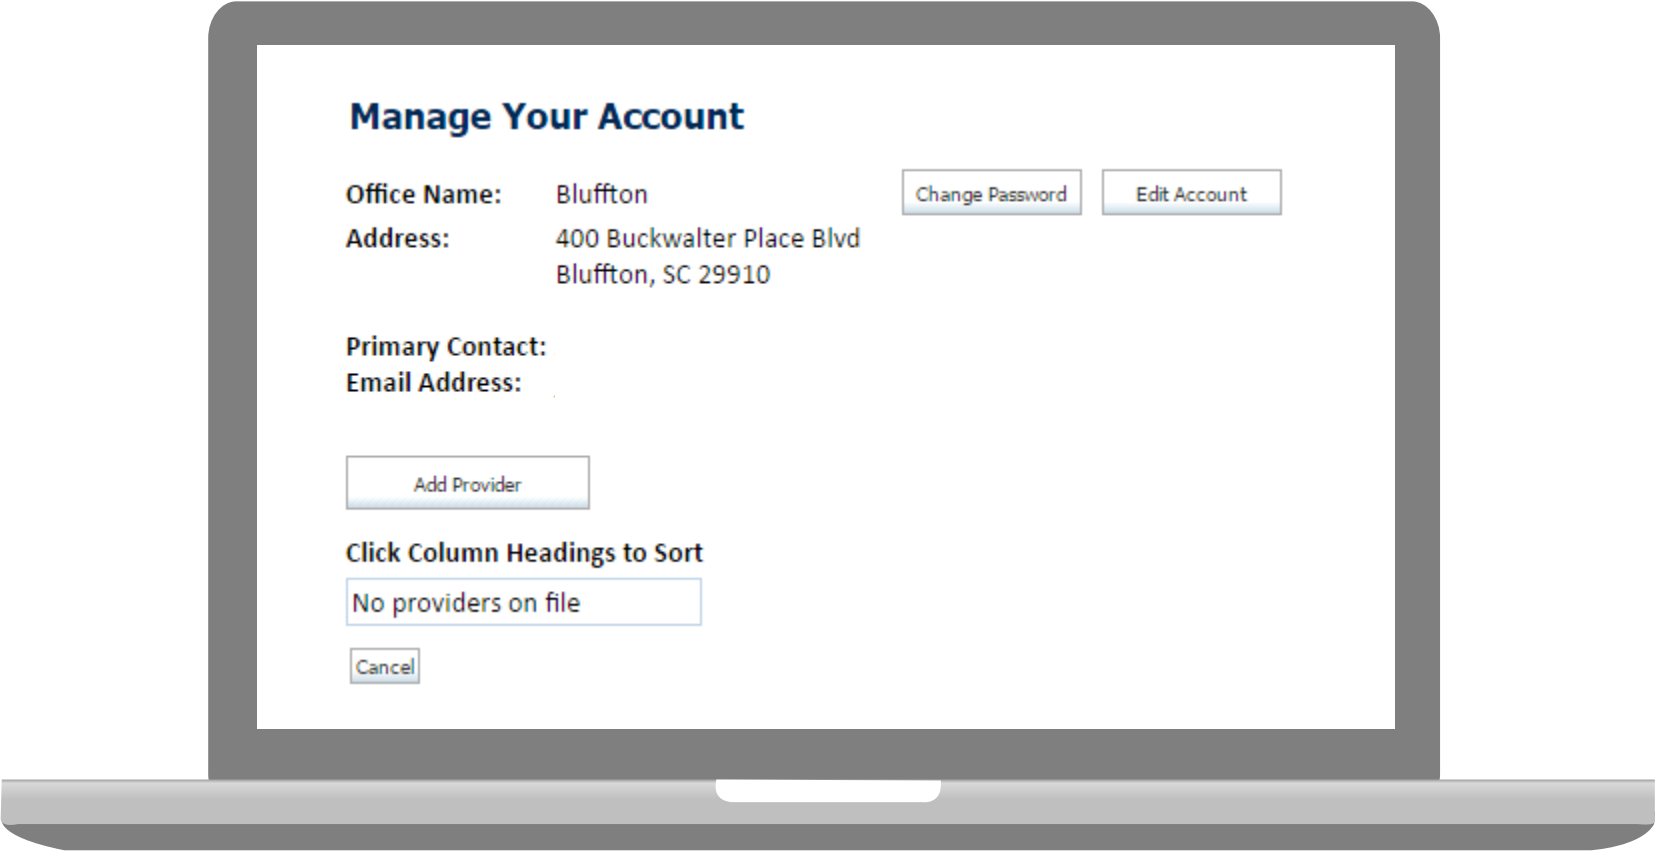 Manage Your Account
Office Name: Bluffton Change Password Edit Account
Address: 400 Buckwalter Place Blvd
Bluffton, SC 29910
Primary Contact:
Email Address:
Add Provider
Click Column Headings to Sort
No providers on file
Cancel